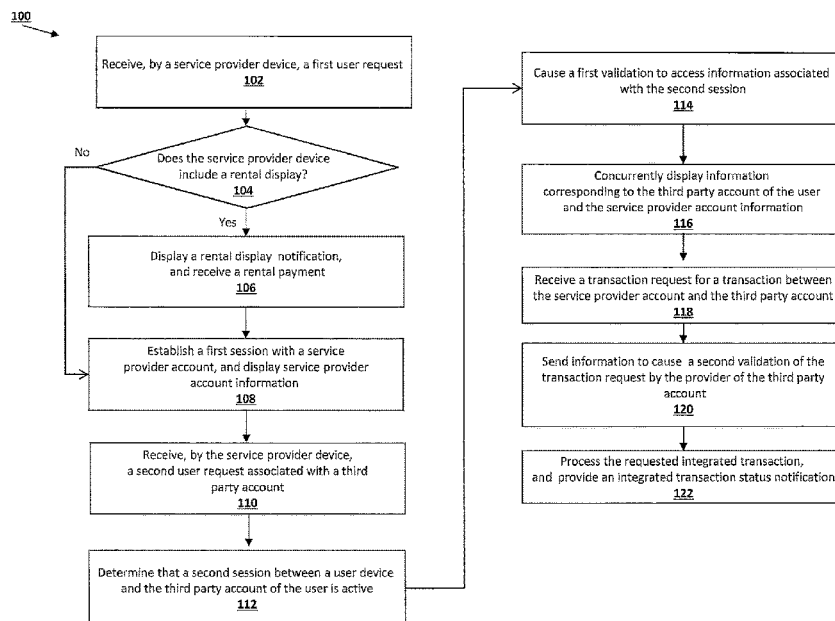 100
Receive, by a service provider device, a first user request
102
No
Does the service provider device
include a rental display?
104
Yes
Display a rental display notification,
and receive a rental payment
106
Establish a first session with a service
provider account, and display service provider
account information
108
Receive, by the service provider device,
a second user request associated with a third
party account
110
Determine that a second session between a user device
and the third party account of the user is active
112
Cause a first validation to access information associated
with the second session
114
Concurrently display information
corresponding to the third party account of the user
and the service provider account information
116
Receive a transaction request for a transaction between
the service provider account and the third party account
118
Send information to cause a second validation of the
transaction request by the provider of the third party
account
120
Process the requested integrated transaction,
and provide an integrated transaction status notification
122